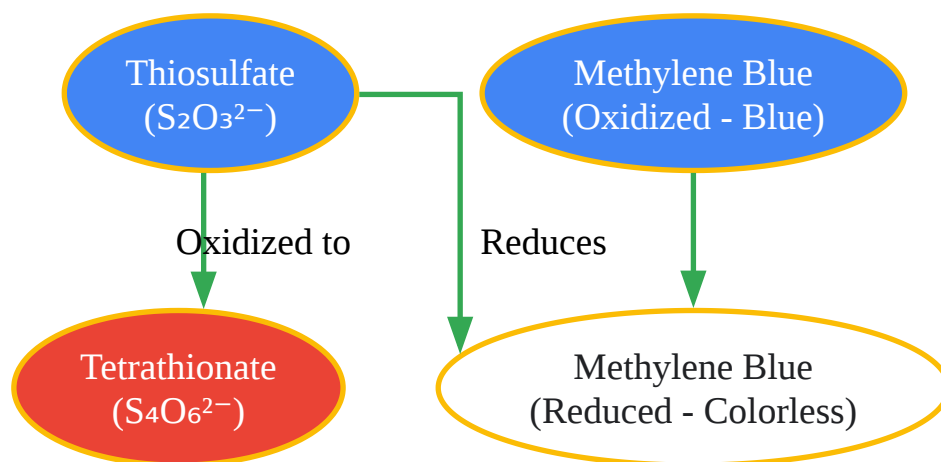 Thiosulfate
(S₂O₃²⁻)
Methylene Blue
(Oxidized - Blue)
Oxidized to
Reduces
Tetrathionate
(S₄O₆²⁻)
Methylene Blue
(Reduced - Colorless)